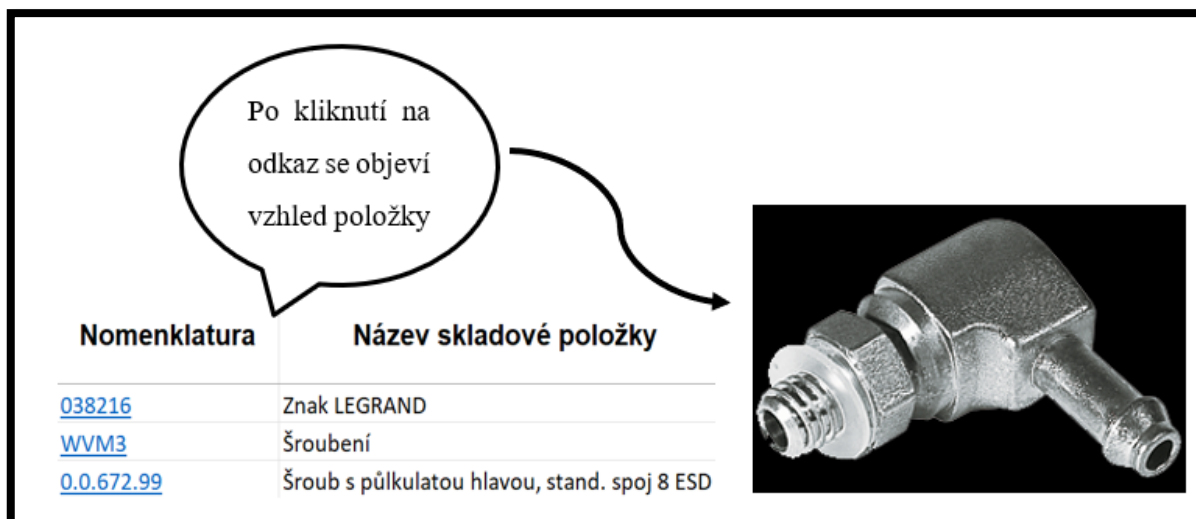 Po kliknutí na
odkaz se objeví
vzhled položky
Nomenklatura Název skladové položky
038216 Znak LEGRAND
WVM3 Šroubení
0.0.672.99 Šroub s půlkulatou hlavou, stand. spoj 8 ESD